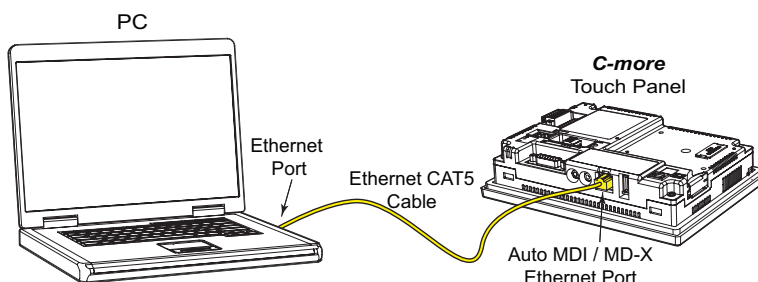 PC
C-more
Touch Panel
Ethernet
Port
Ethernet CAT5
Cable
Auto MDI / MD-X
Ethernet Port